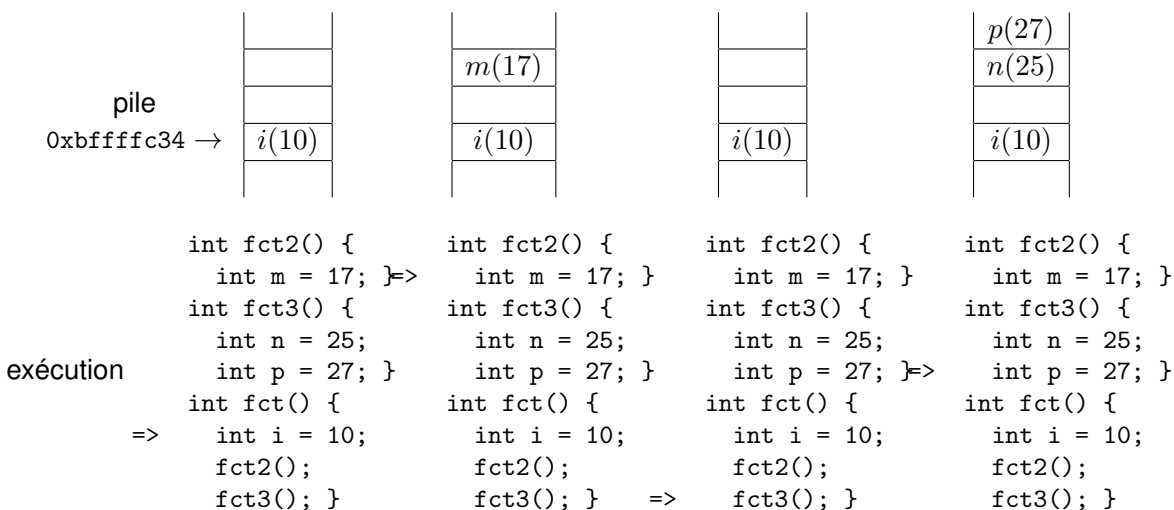 p(27)
m(17) n(25)
pile
0xbffffc34 → i(10) i(10) i(10) i(10)
int fct2() { int fct2() { int fct2() { int fct2() {
int m = 17; } => int m = 17; } int m = 17; } int m = 17; }
int fct3() { int fct3() { int fct3() { int fct3() {
int n = 25; int n = 25; int n = 25; int n = 25;
exécution int p = 27; } int p = 27; } int p = 27; } => int p = 27; }
int fct() { int fct() { int fct() { int fct() {
=> int i = 10; int i = 10; int i = 10; int i = 10;
fct2(); fct2(); fct2(); fct2();
fct3(); } fct3(); } => fct3(); } fct3(); }